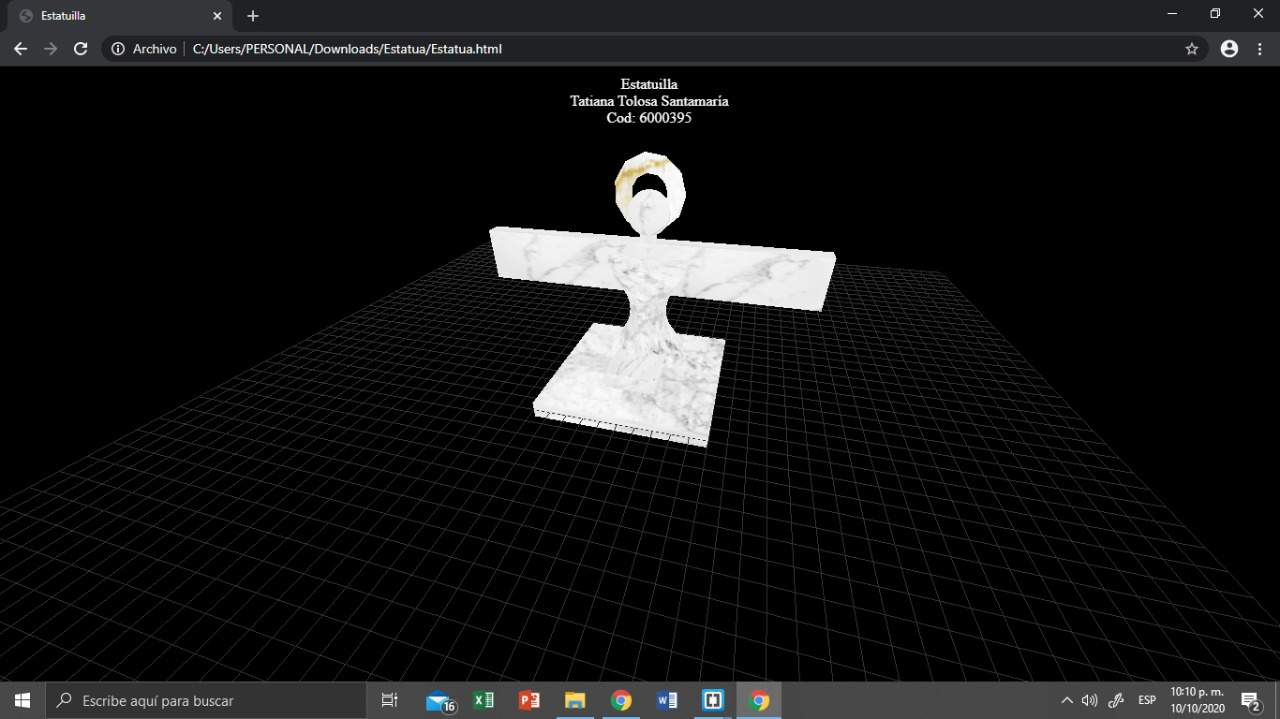 Estatuilla
Archivo
C:/Users/PERSONAL/Downloads/Estatua/Estatua.html
Estatuilla
Tatiana Tolosa Santamaría
Cod: 6000395
Escribe aquí para buscar
16
ESP
10:10 p. m.
10/10/2020
2